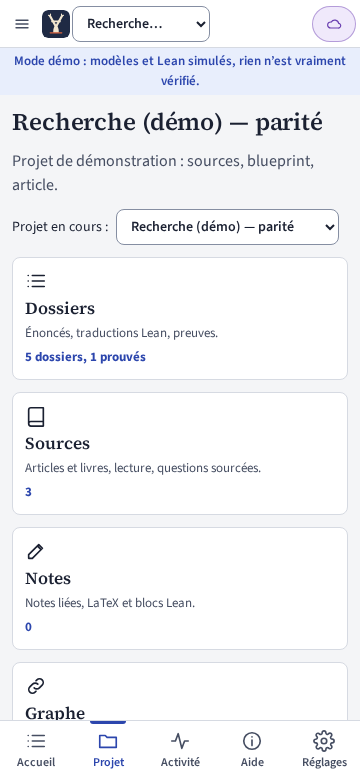 Recherche…
Mode démo : modèles et Lean simulés, rien n’est vraiment
vérifié.
Recherche (démo) — parité
Projet de démonstration : sources, blueprint,
article.
Projet en cours : Recherche (démo) — parité
Dossiers
Énoncés, traductions Lean, preuves.
5 dossiers, 1 prouvés
Sources
Articles et livres, lecture, questions sourcées.
3
Notes
Notes liées, LaTeX et blocs Lean.
0
Graphe
Accueil Projet Activité Aide Réglages